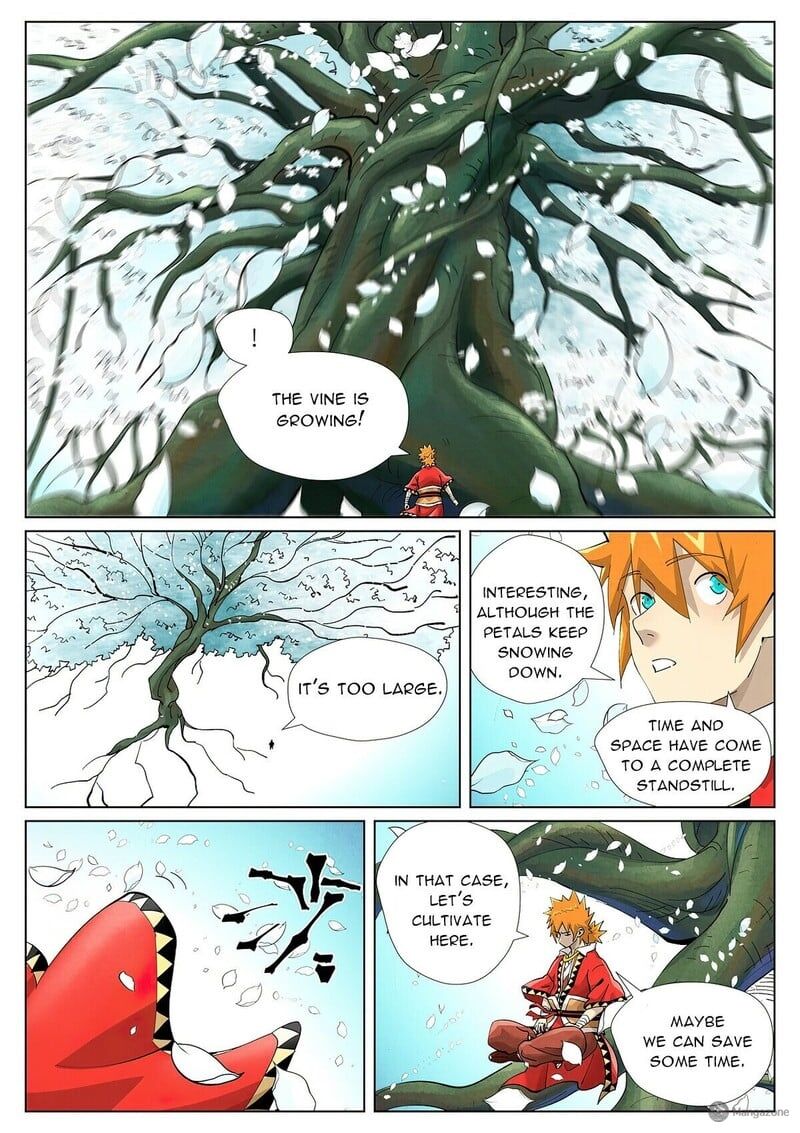 !
THE VINE IS
GROWING!
IT'S TOO LARGE.
INTERESTING,
ALTHOUGH THE
PETALS KEEP
SNOWING
DOWN.
TIME AND
SPACE HAVE COME
TO A COMPLETE
STANDSTILL.
IN THAT CASE,
LET'S
CULTIVATE
HERE.
MAYBE
WE CAN SAVE
SOME TIME.
Mangazone